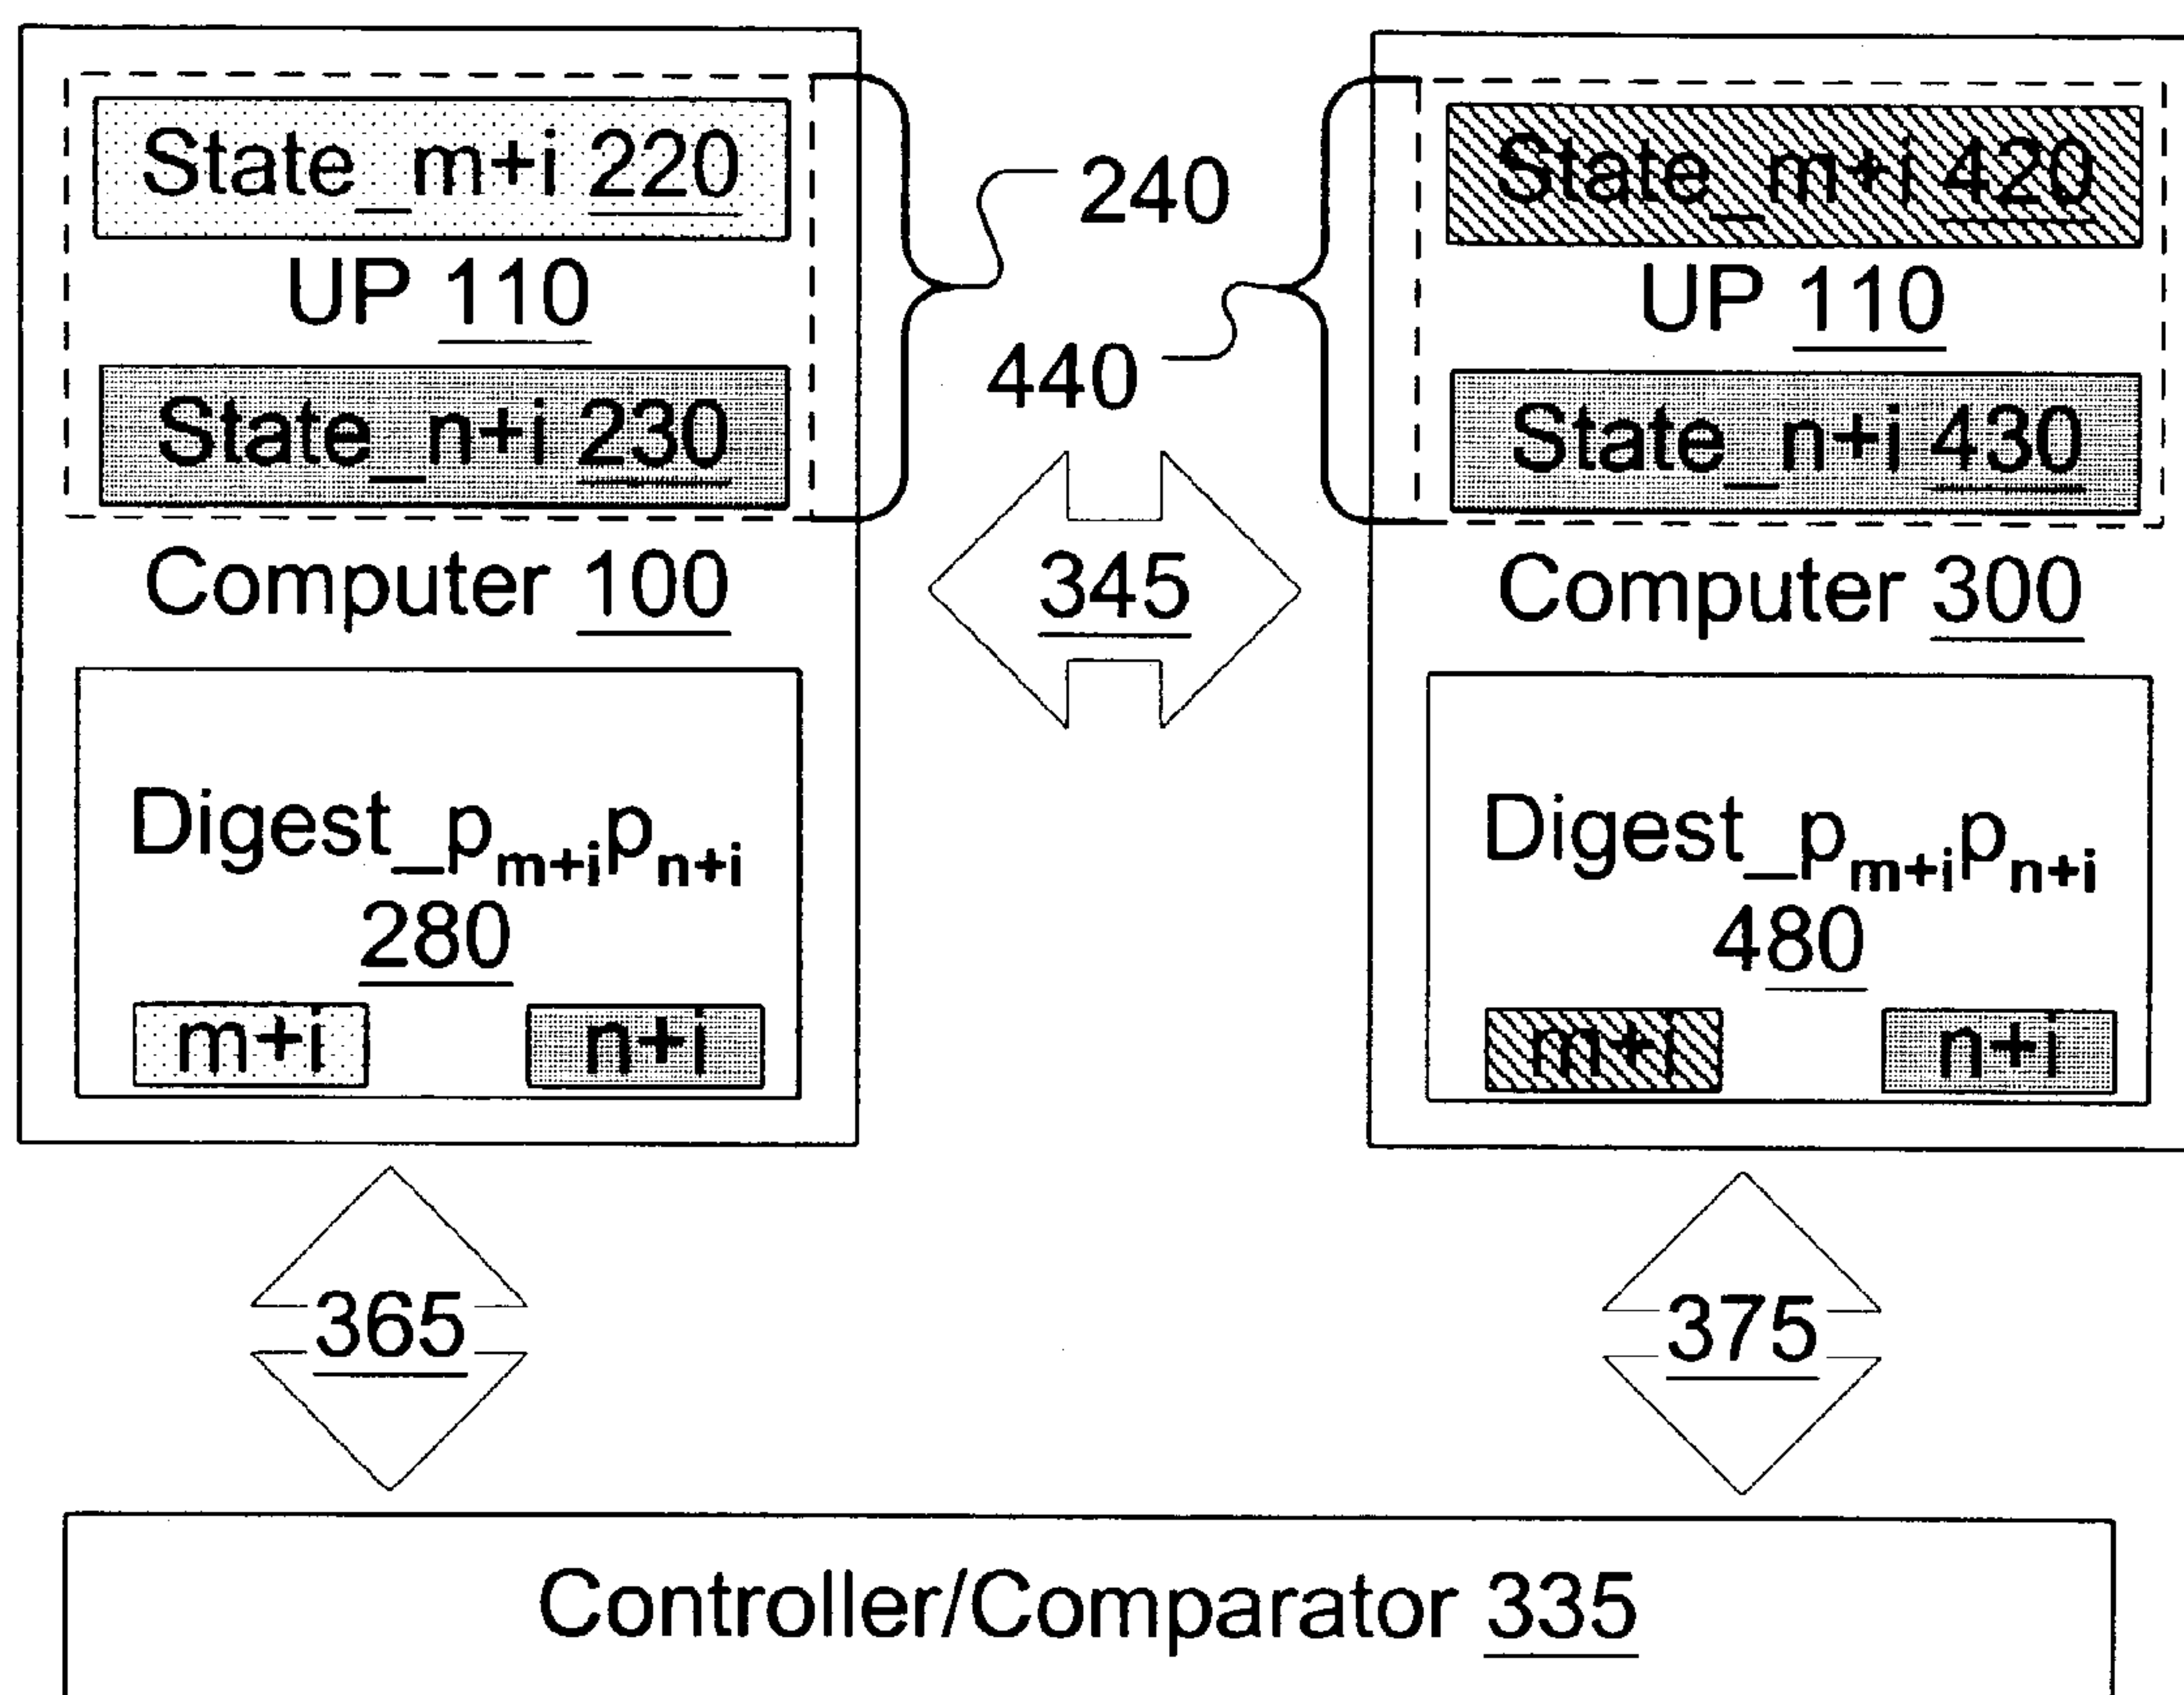 State_m+i 220
UP 110
State_n+i 230
Computer 100
Digest_pm+ipn+i
280
m+i
n+i
240
440
345
State_m+i 420
UP 110
State_n+i 430
Computer 300
Digest_pm+ipn+i
480
m+i
n+i
365
375
Controller/Comparator 335